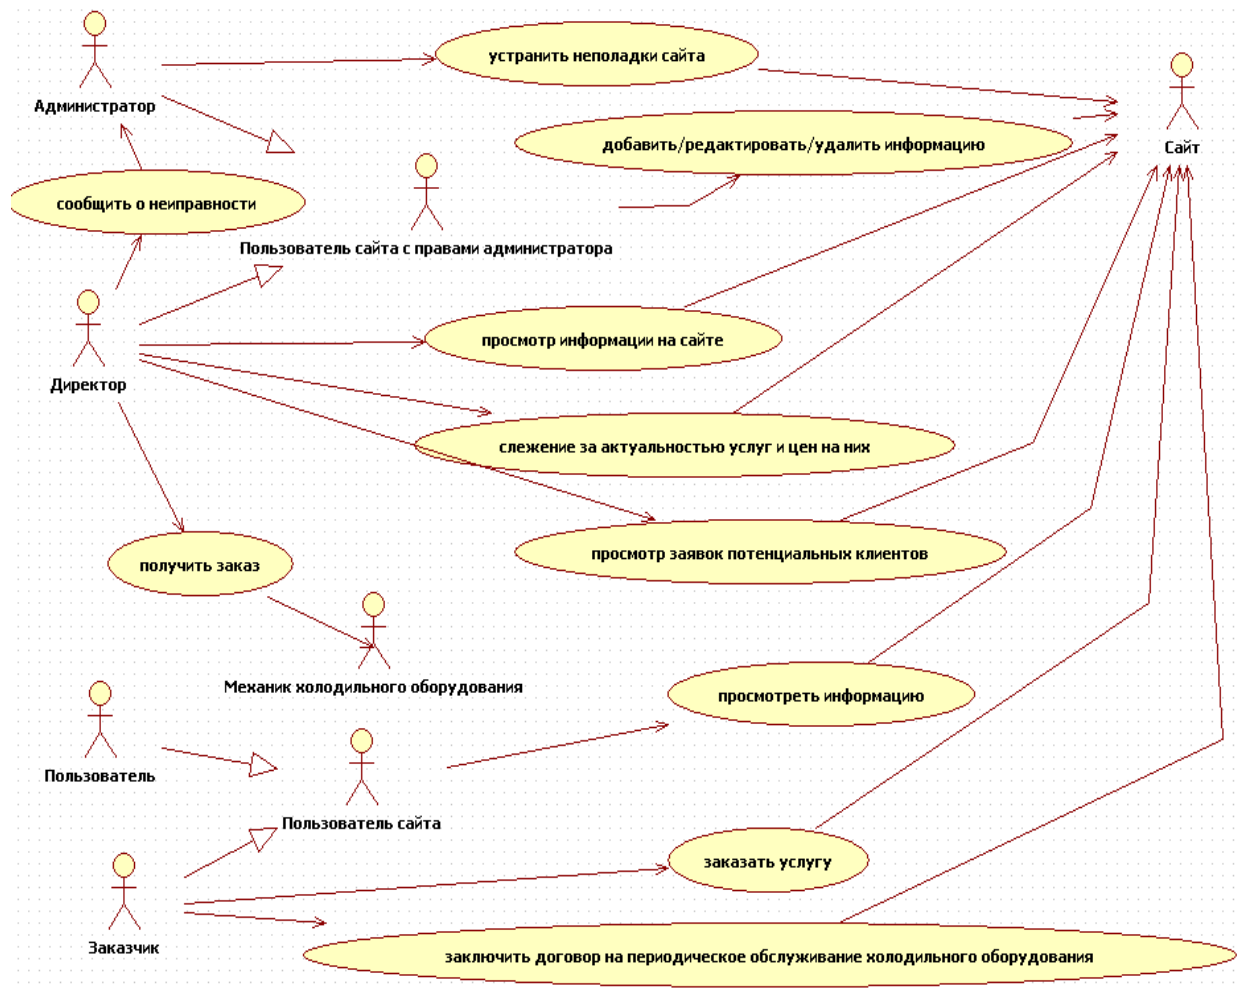 устранить неполадки сайта
Администратор
добавить/редактировать/удалить информацию
Сайт
сообщить о неиправности
Пользователь сайта с правами администратора
просмотр информации на сайте
Директор
слежение за актуальностью услуг и цен на них
просмотр заявок потенциальных клиентов
получить заказ
Механик холодильного оборудования
просмотреть информацию
Пользователь
Пользователь сайта
заказать услугу
Заказчик
заключить договор на периодическое обслуживание холодильного оборудования